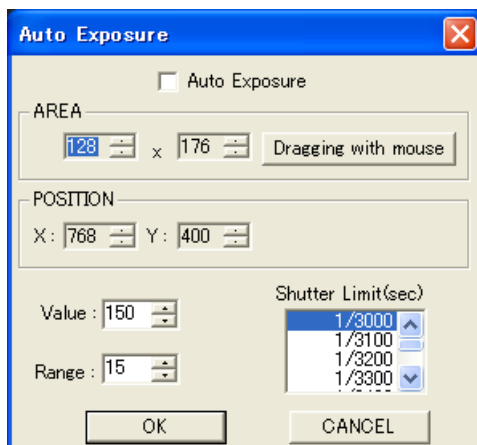 Auto Exposure
Auto Exposure
AREA
128 x 176 Dragging with mouse
POSITION
X : 768 Y : 400
Shutter Limit(sec)
Value : 150
1/3000
1/3100
1/3200
Range : 15
1/3300
OK CANCEL